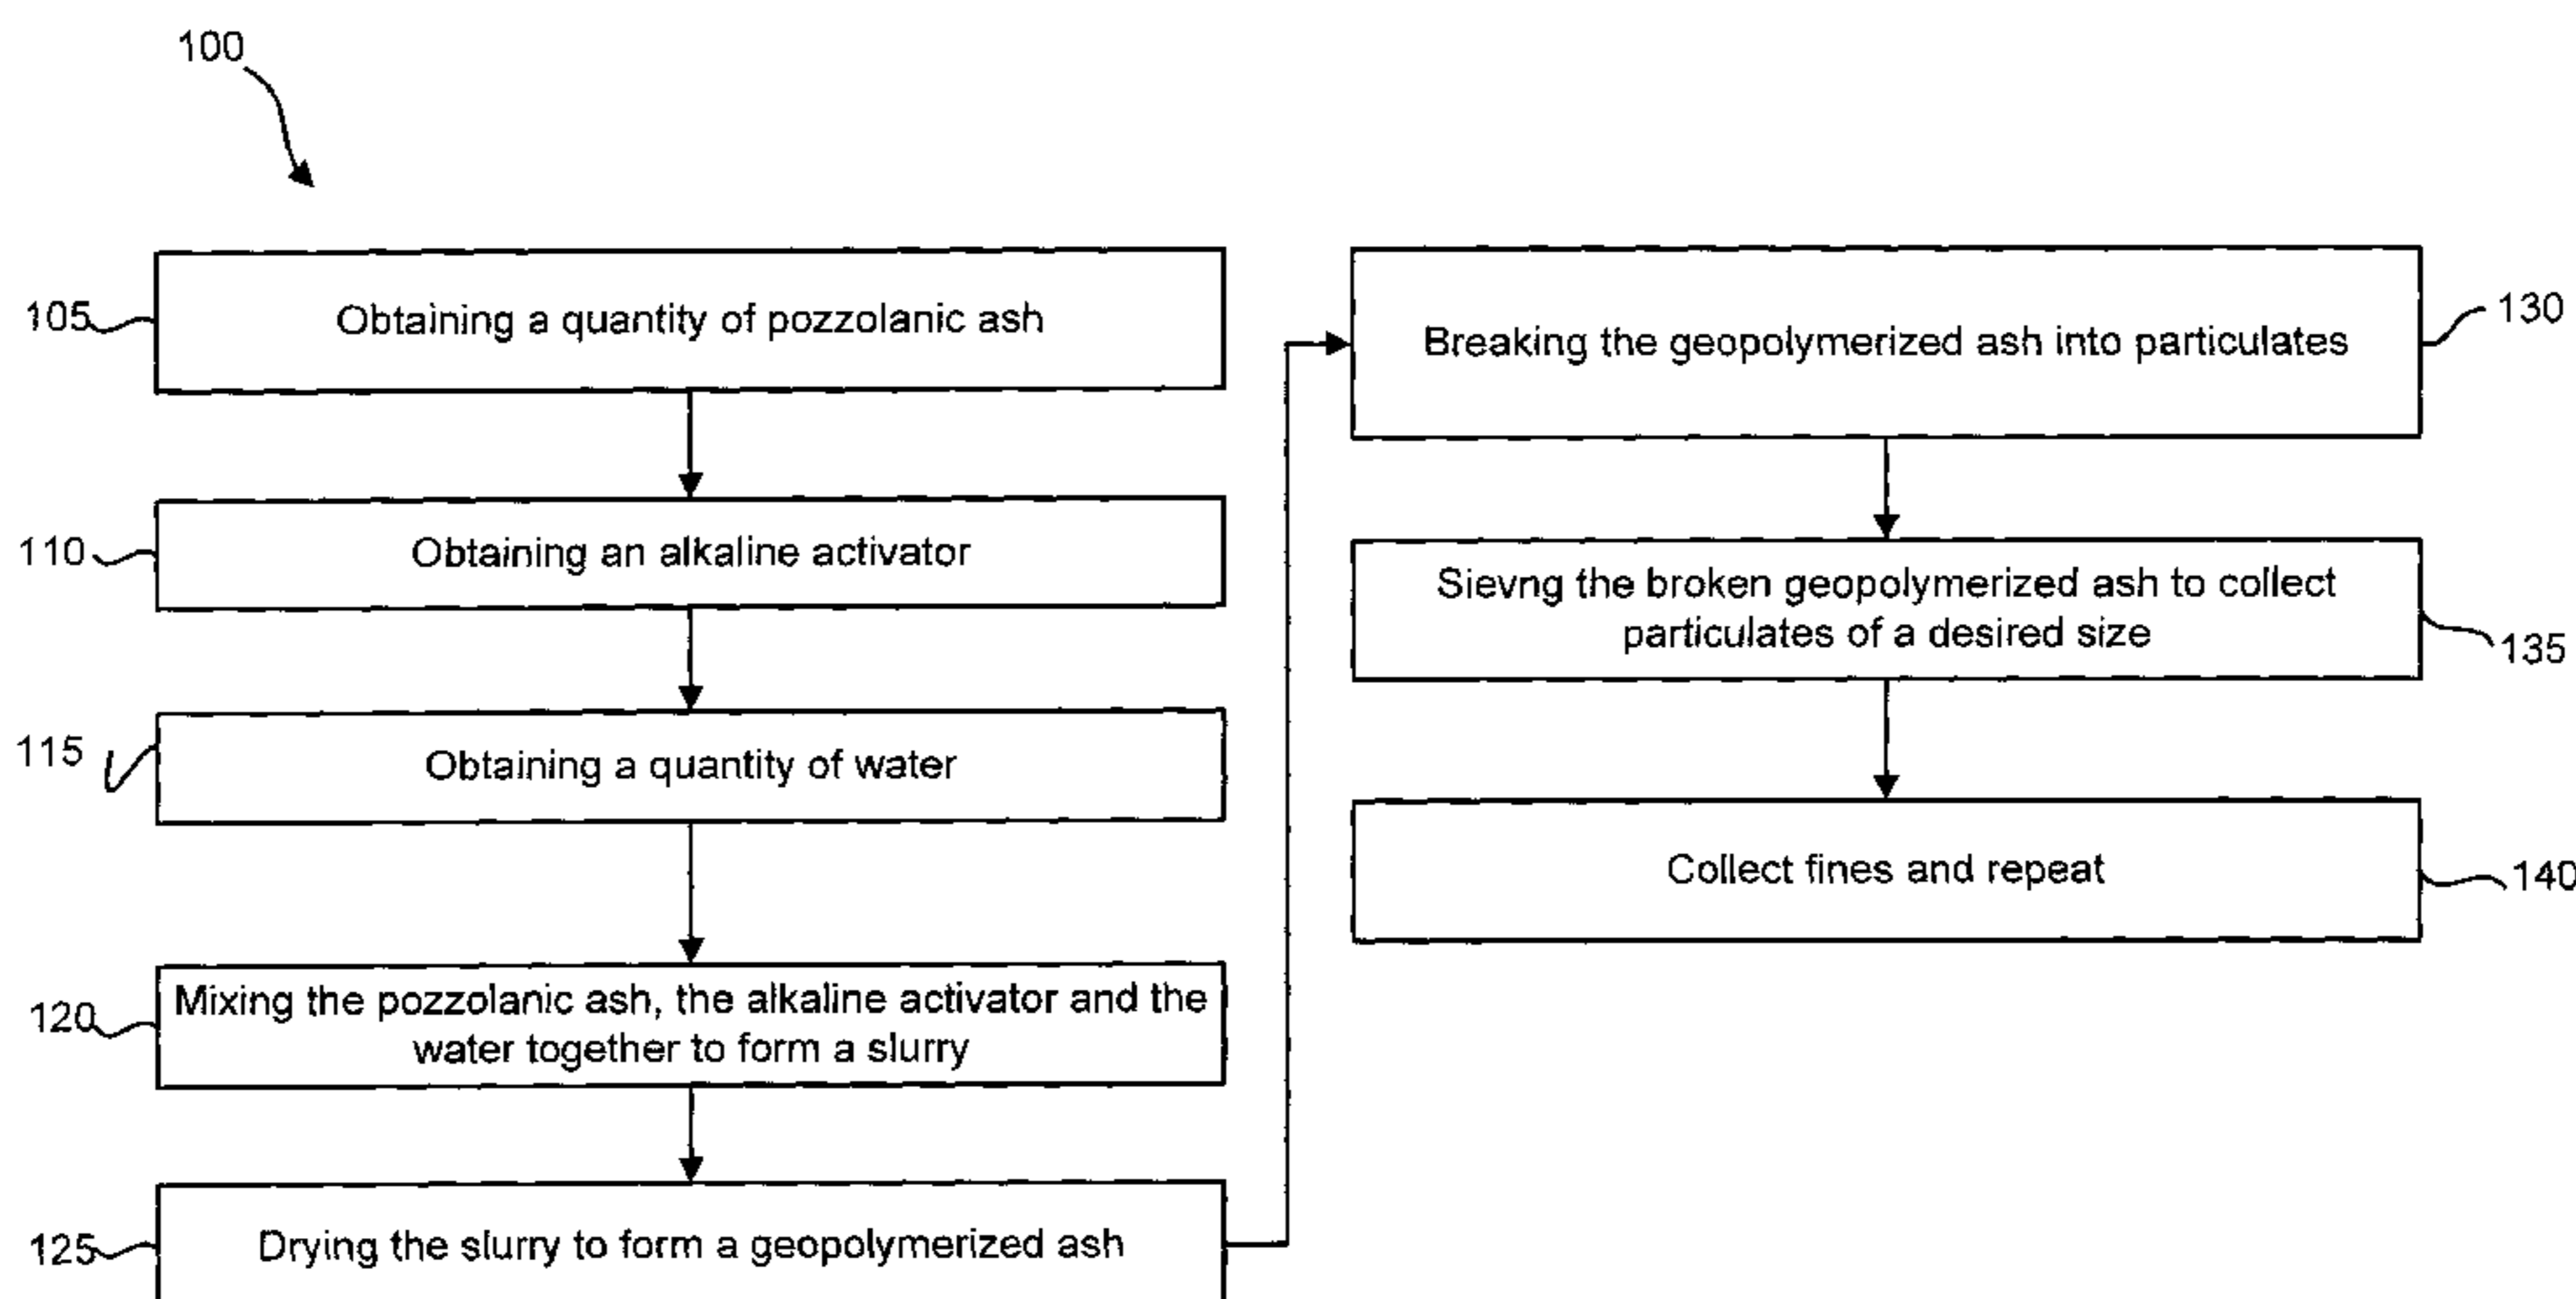 100
105
Obtaining a quantity of pozzolanic ash
110
Obtaining an alkaline activator
115
Obtaining a quantity of water
120
Mixing the pozzolanic ash, the alkaline activator and the
water together to form a slurry
125
Drying the slurry to form a geopolymerized ash
Breaking the geopolymerized ash into particulates
130
Sievng the broken geopolymerized ash to collect
particulates of a desired size
135
Collect fines and repeat
140